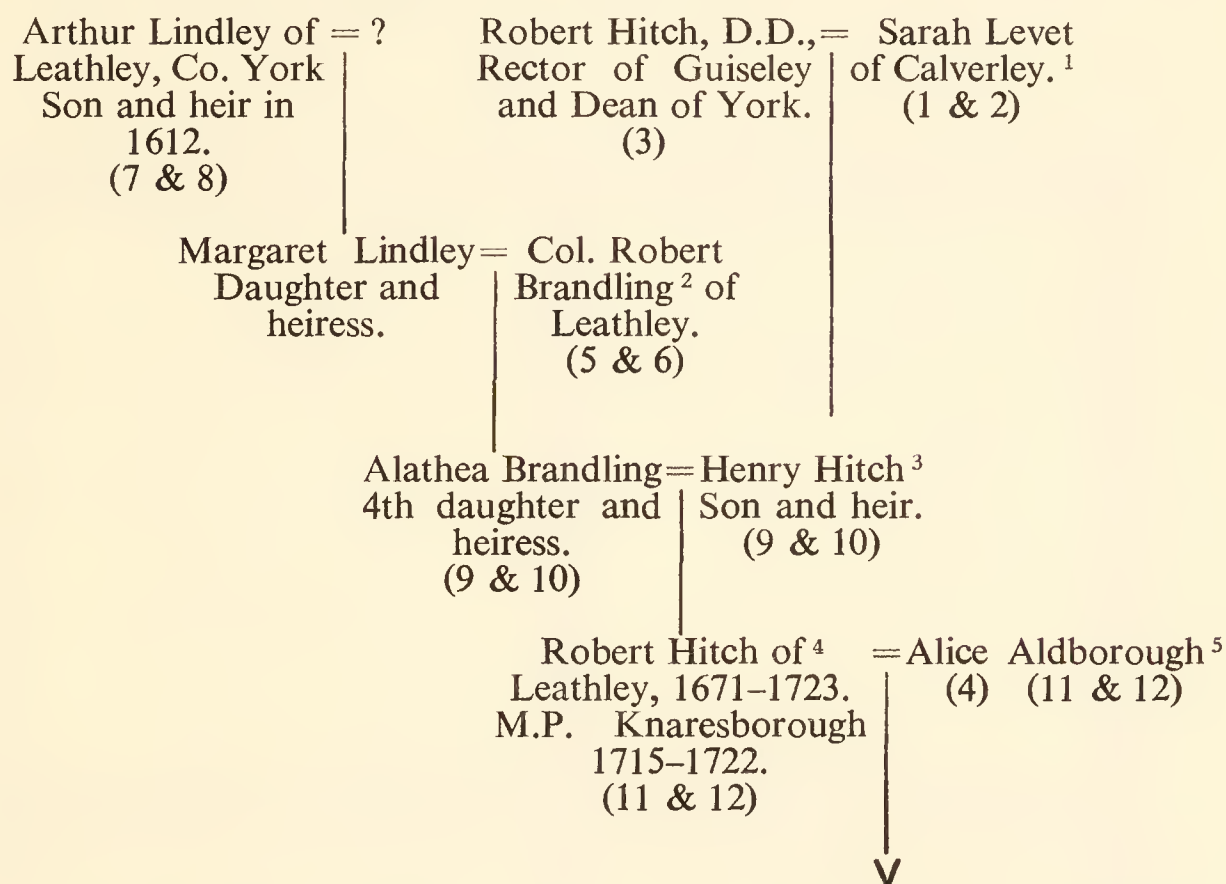 Arthur Lindley of = ?
Leathley, Co. York
Son and heir in
1612.
(7 & 8)
Robert Hitch, D.D., = Sarah Levet
Rector of Guiseley of Calverley. ¹
and Dean of York. (1 & 2)
(3)
Margaret Lindley = Col. Robert
Daughter and Brandling ² of
heiress. Leathley.
(5 & 6)
Alathea Brandling = Henry Hitch ³
4th daughter and Son and heir.
heiress. (9 & 10)
(9 & 10)
Robert Hitch of ⁴ = Alice Aldborough ⁵
Leathley, 1671–1723. (4) (11 & 12)
M.P. Knaresborough
1715–1722.
(11 & 12)